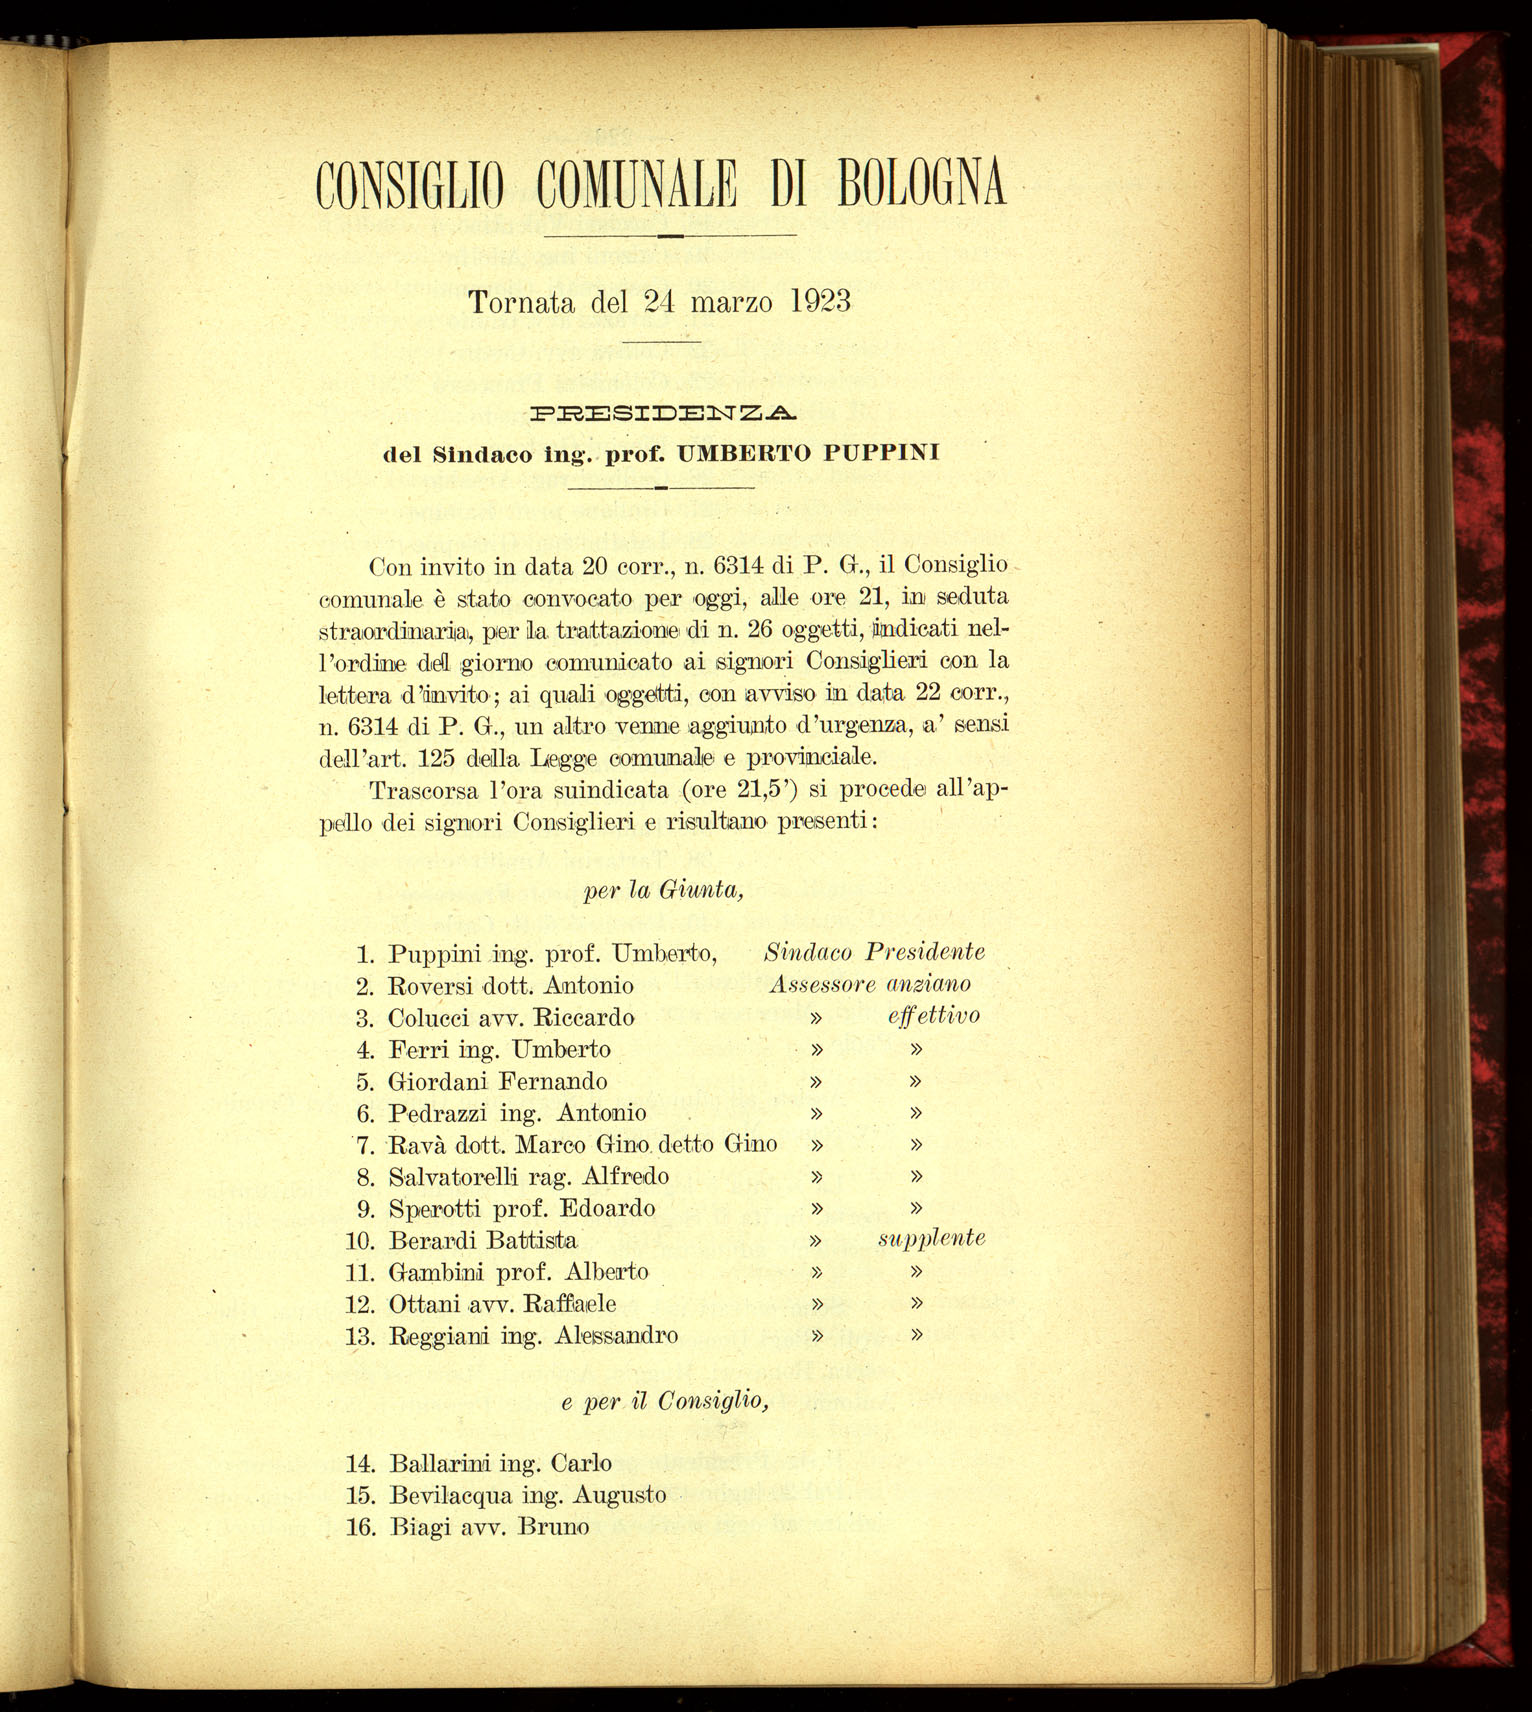 CONSIGLIO COMUNALE DI BOLOGNA
Tornata del 24 marzo 1923
PRESIDENZA
del Sindaco ing. prof. UMBERTO PUPPINI
Con invito in data 20 corr., n. 6314 di P. G., il Consiglio
comunale è stato convocato per oggi, alle ore 21, in seduta
straordinaria, per la trattazione di n. 26 oggetti, indicati nel-
l'ordine del giorno comunicato ai signori Consiglieri con la
lettera d'invito; ai quali oggetti, con avviso in data 22 corr.,
n. 6314 di P. G., un altro venne aggiunto d'urgenza, a' sensi
dell'art. 125 della Legge comunale e provinciale.
Trascorsa l'ora suindicata (ore 21,5') si procede all'ap-
pello dei signori Consiglieri e risultano presenti:
per la Giunta,
1. Puppini ing. prof. Umberto, Sindaco Presidente
2. Roversi dott. Antonio Assessore anziano
3. Colucci avv. Riccardo » effettivo
4. Ferri ing. Umberto » »
5. Giordani Fernando » »
6. Pedrazzi ing. Antonio » »
7. Ravà dott. Marco Gino detto Gino » »
8. Salvatorelli rag. Alfredo » »
9. Sperotti prof. Edoardo » »
10. Berardi Battista » supplente
11. Gambini prof. Alberto » »
12. Ottani avv. Raffaele » »
13. Reggiani ing. Alessandro » »
e per il Consiglio,
14. Ballarini ing. Carlo
15. Bevilacqua ing. Augusto
16. Biagi avv. Bruno